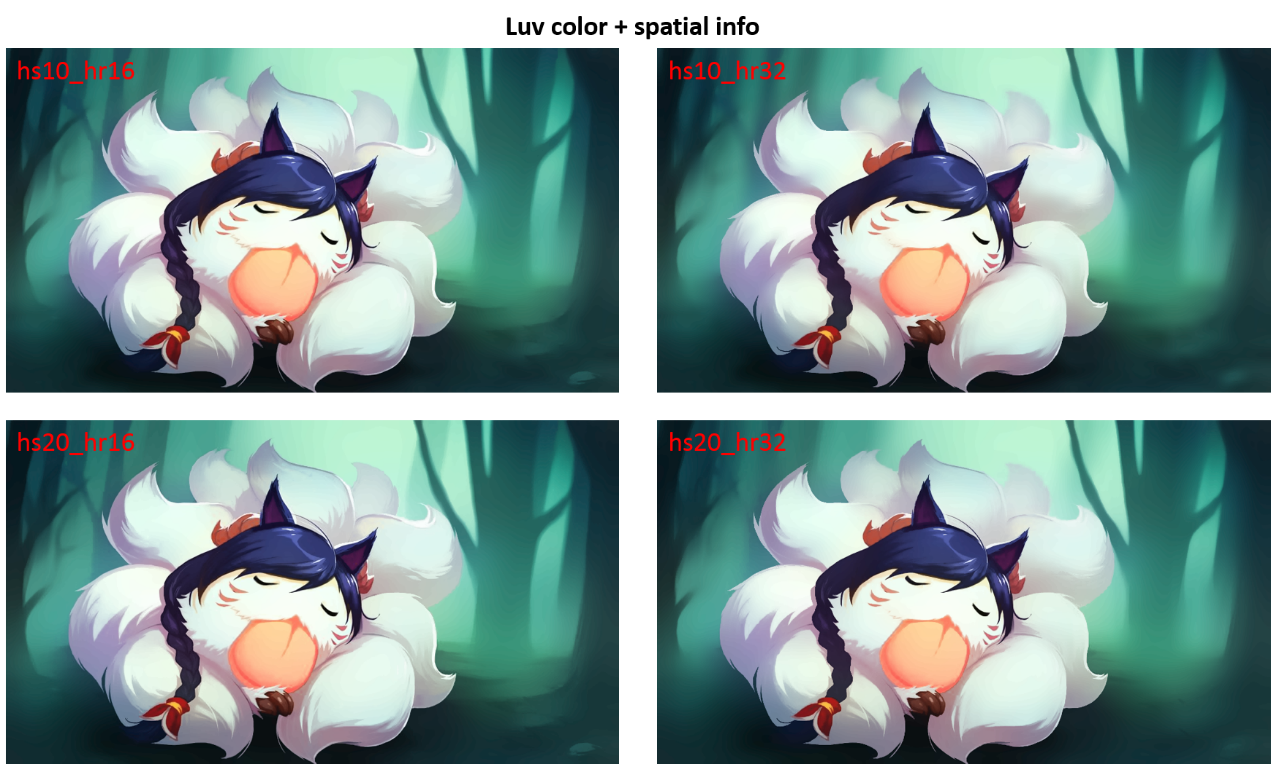 Luv color + spatial info
hs10_hr16
hs10_hr32
hs20_hr16
hs20_hr32